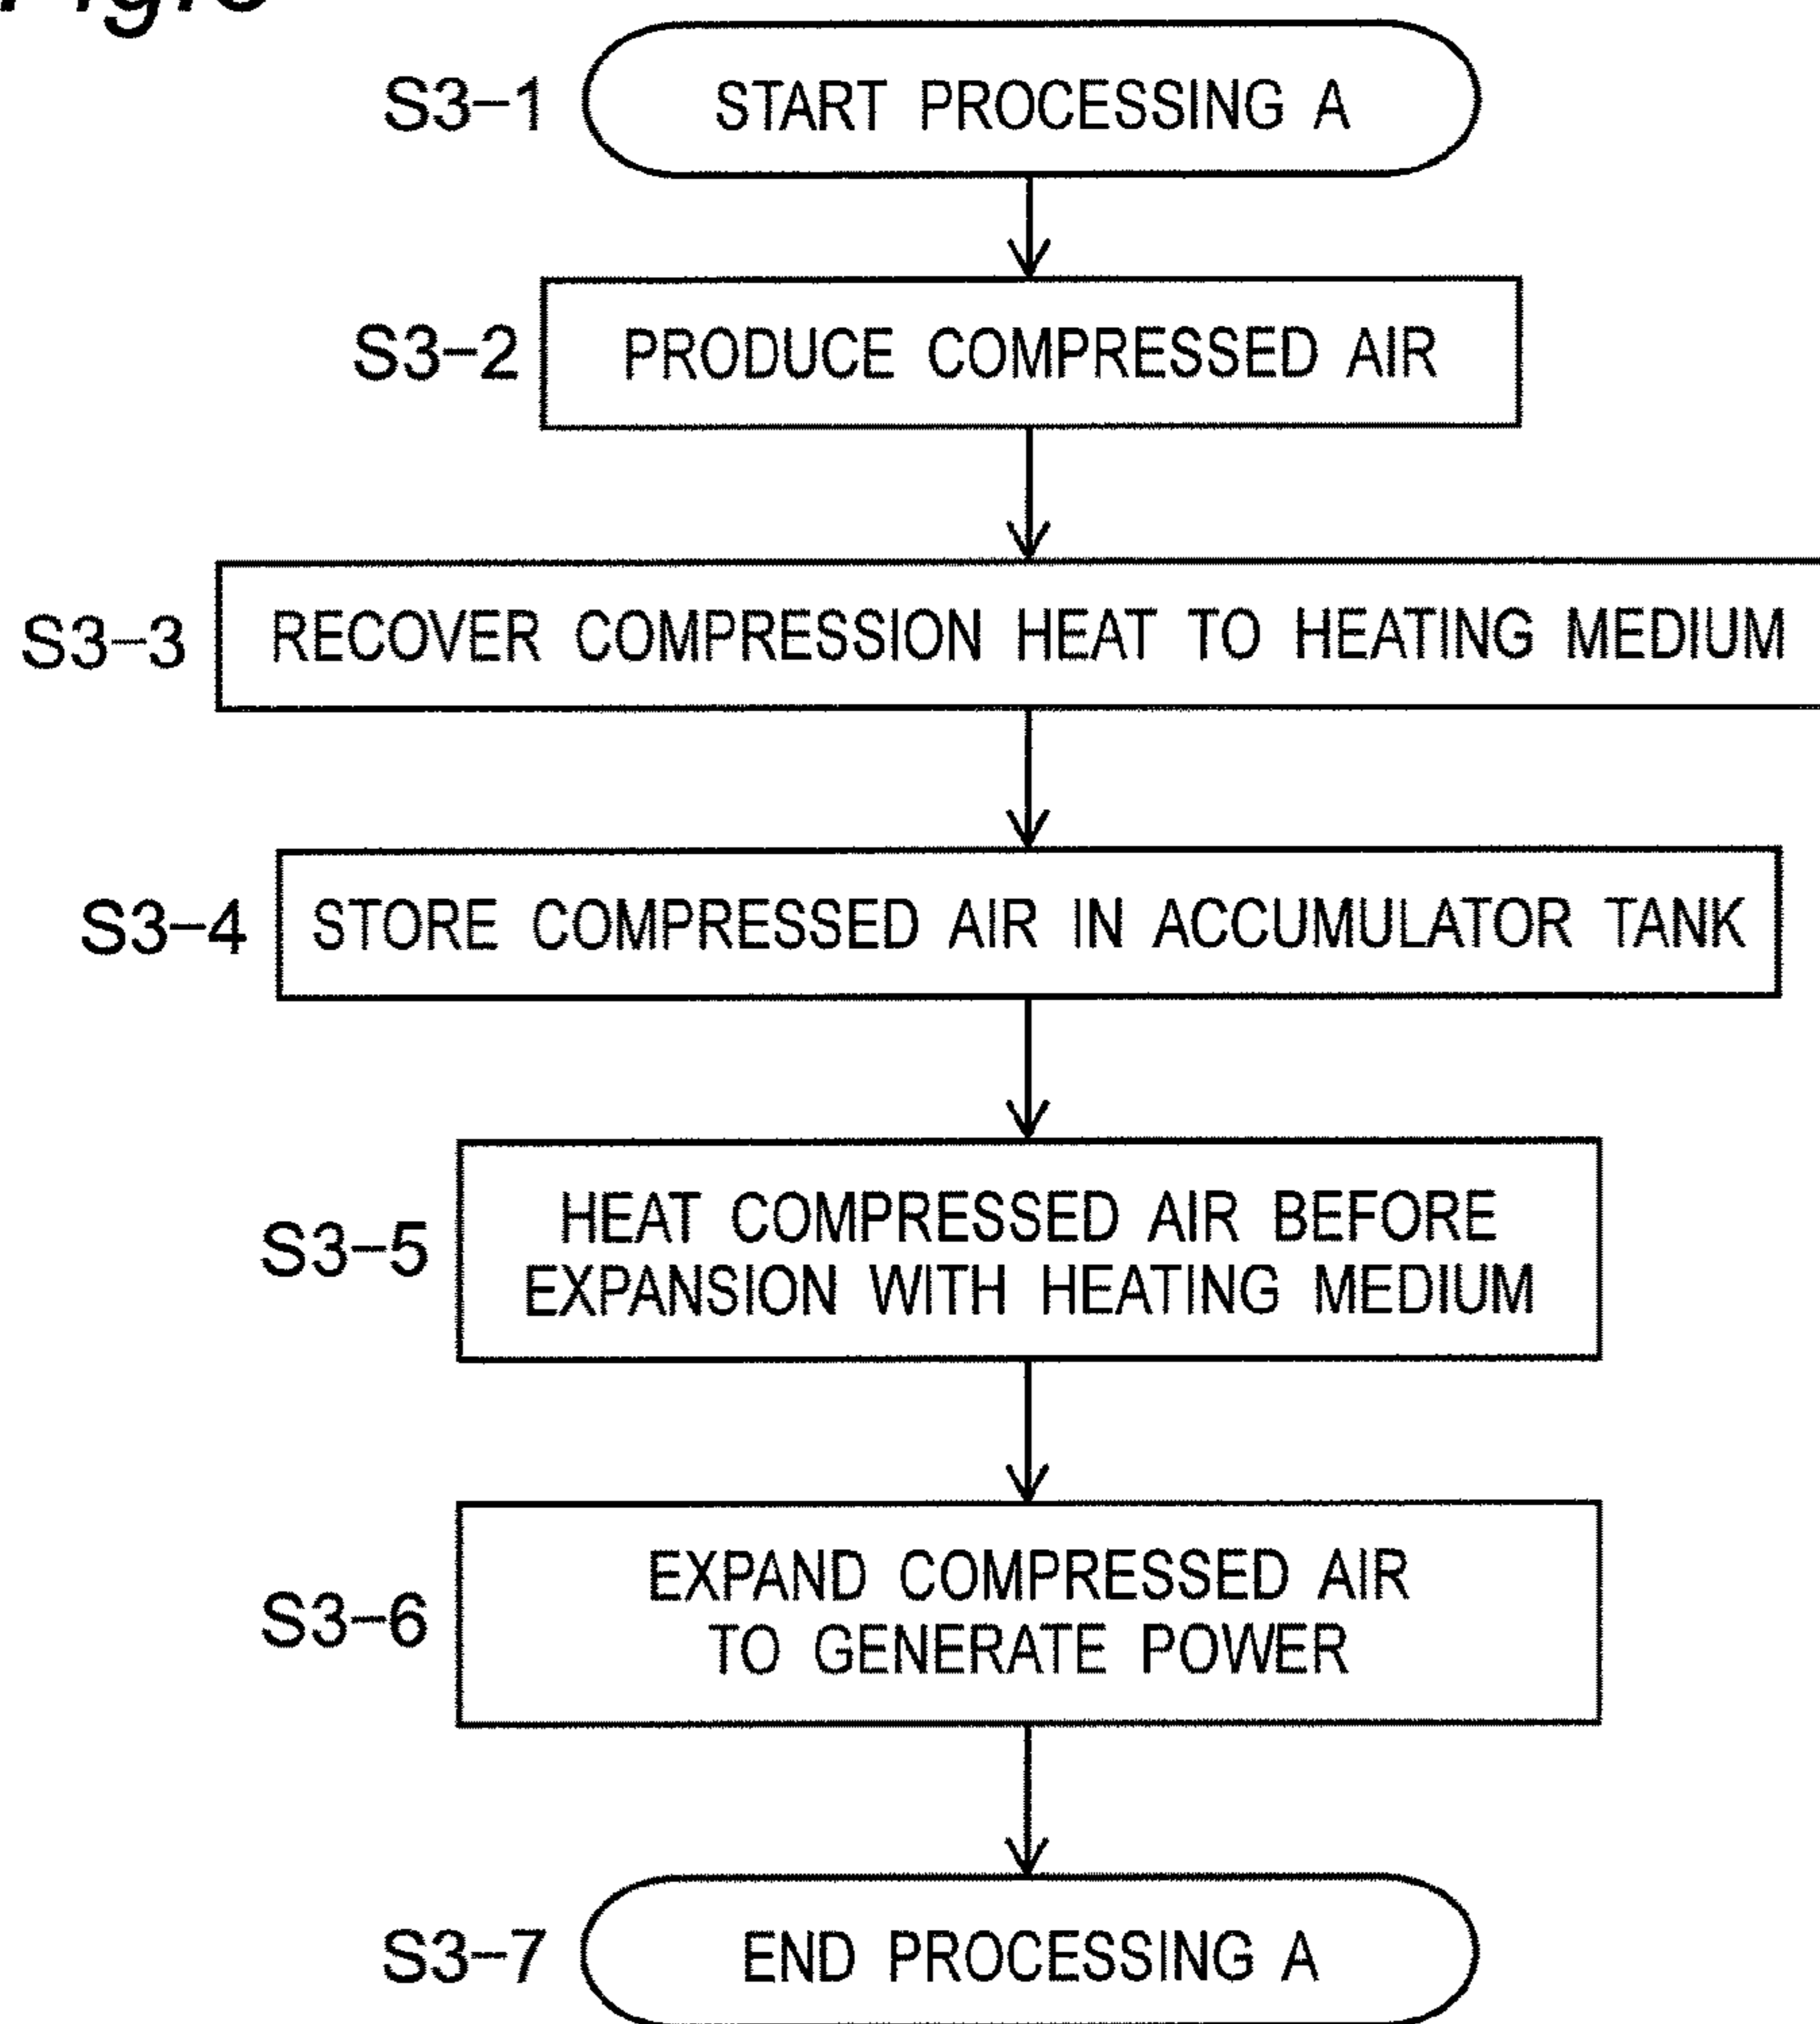 S3-1 START PROCESSING A
S3-2 PRODUCE COMPRESSED AIR
S3-3 RECOVER COMPRESSION HEAT TO HEATING MEDIUM
S3-4 STORE COMPRESSED AIR IN ACCUMULATOR TANK
S3-5 HEAT COMPRESSED AIR BEFORE
EXPANSION WITH HEATING MEDIUM
S3-6 EXPAND COMPRESSED AIR
TO GENERATE POWER
S3-7 END PROCESSING A